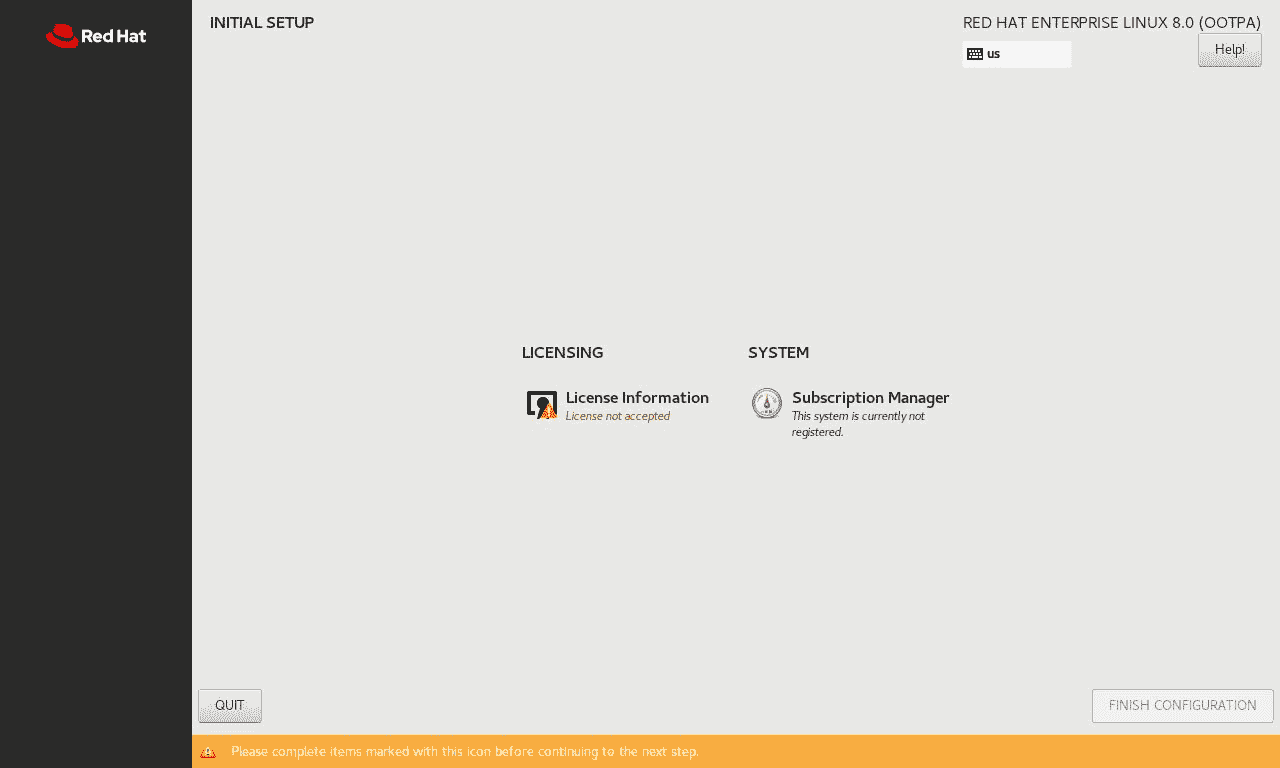 Red Hat
INITIAL SETUP
RED HAT ENTERPRISE LINUX 8.0 (OOTPA)
us
Help!
LICENSING
SYSTEM
License Information
License not accepted
Subscription Manager
This system is currently not
registered.
QUIT
FINISH CONFIGURATION
Please complete items marked with this icon before continuing to the next step.